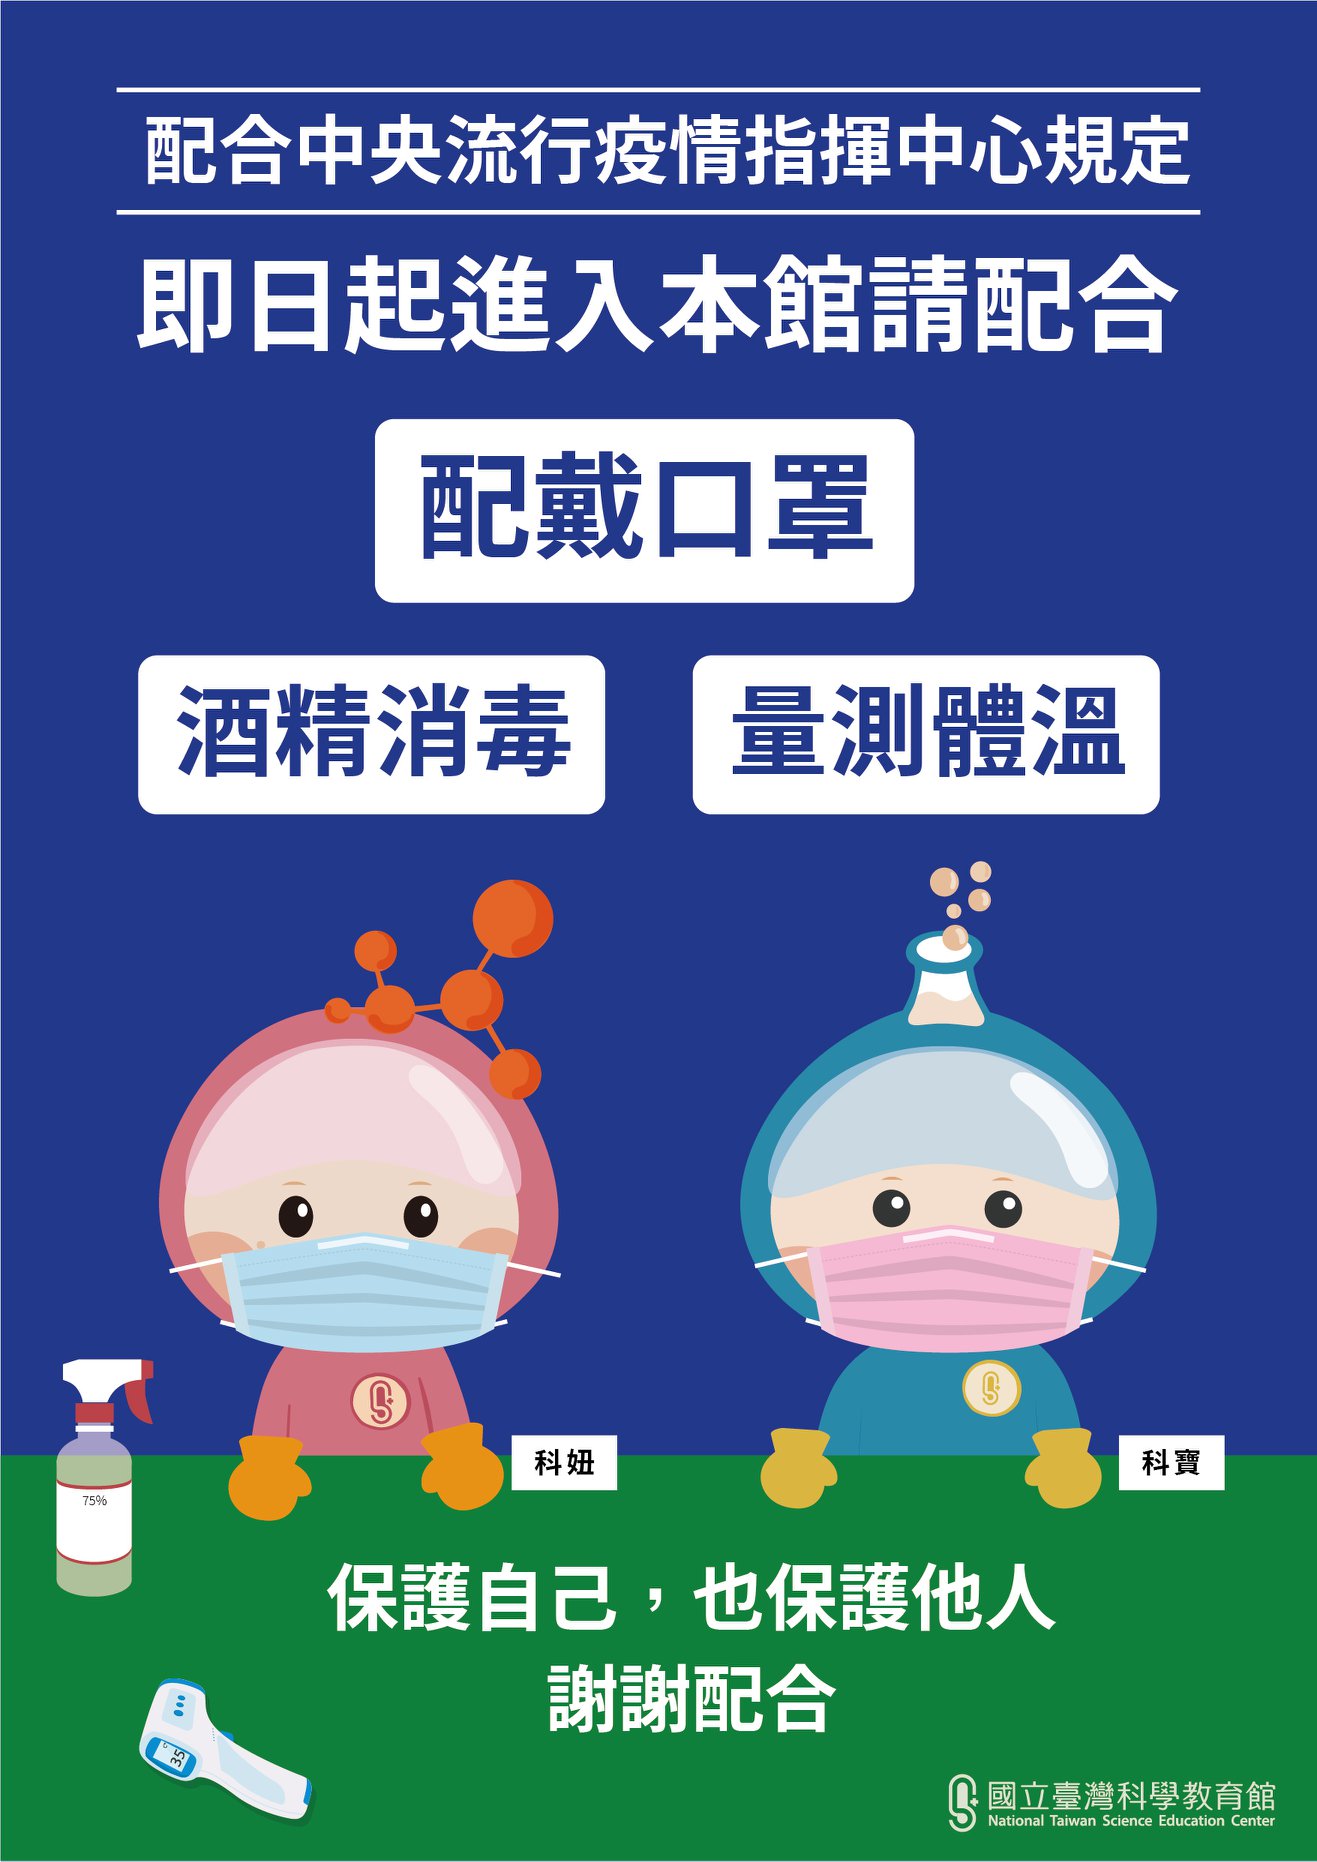 配合中央流行疫情指揮中心規定
即日起進入本館請配合
配戴口罩
酒精消毒
量測體溫
科妞
科寶
75%
保護自己，也保護他人
謝謝配合
35
°C
國立臺灣科學教育館
National Taiwan Science Education Center